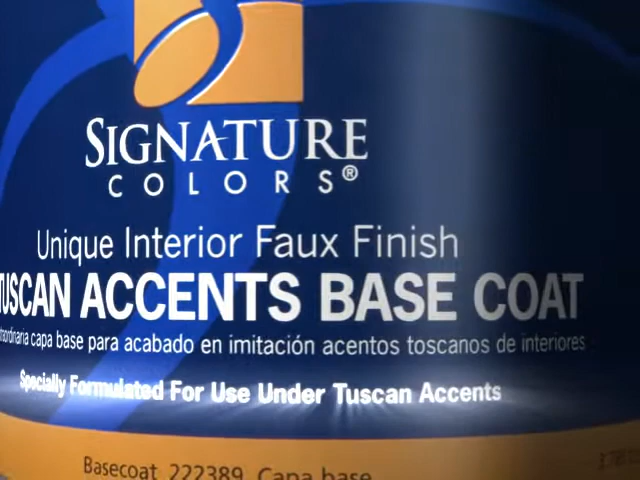 SIGNATURE
COLORS®
Unique Interior Faux Finish
TUSCAN ACCENTS BASE COAT
capa base para acabado en imitación acentos toscanos de interiores
Specially Formulated For Use Under Tuscan Accents
Basecoat 222389 Capa base